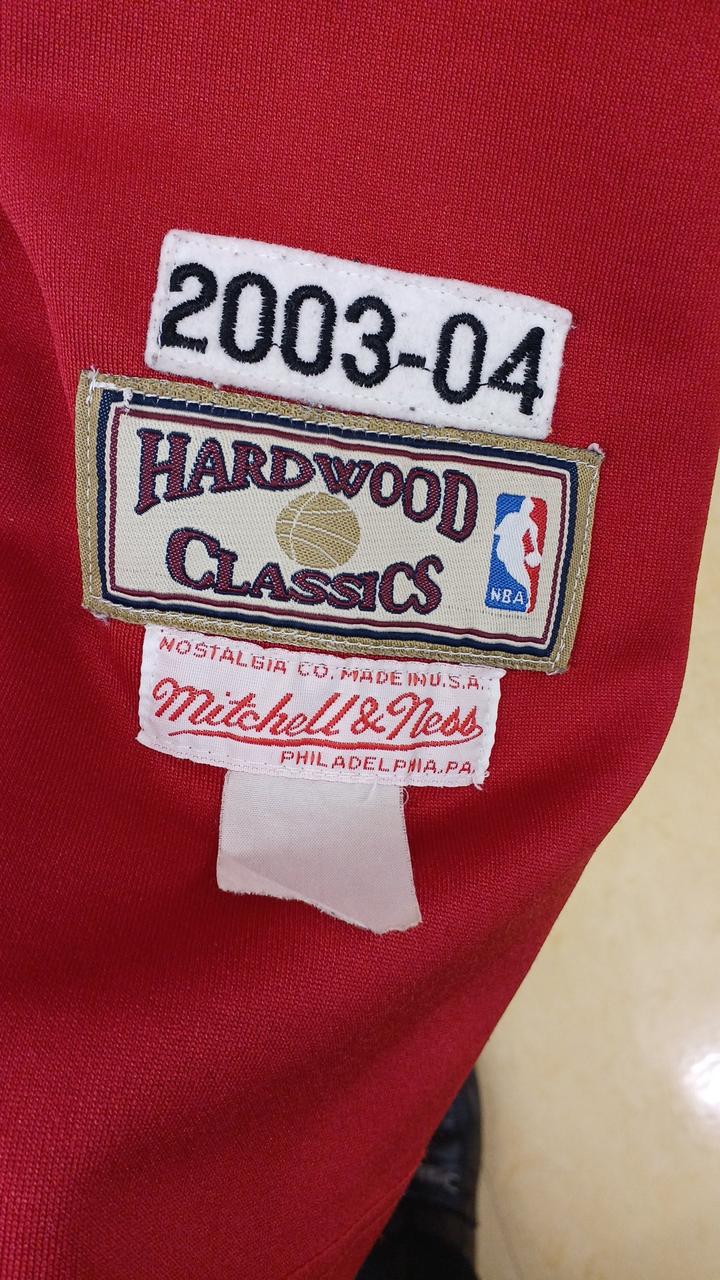 2003-04
HARDWOOD
CLASSICS
NBA
NOSTALGIA CO. MADE IN U.S.A.
Mitchell & Ness
PHILADELPHIA, PA.